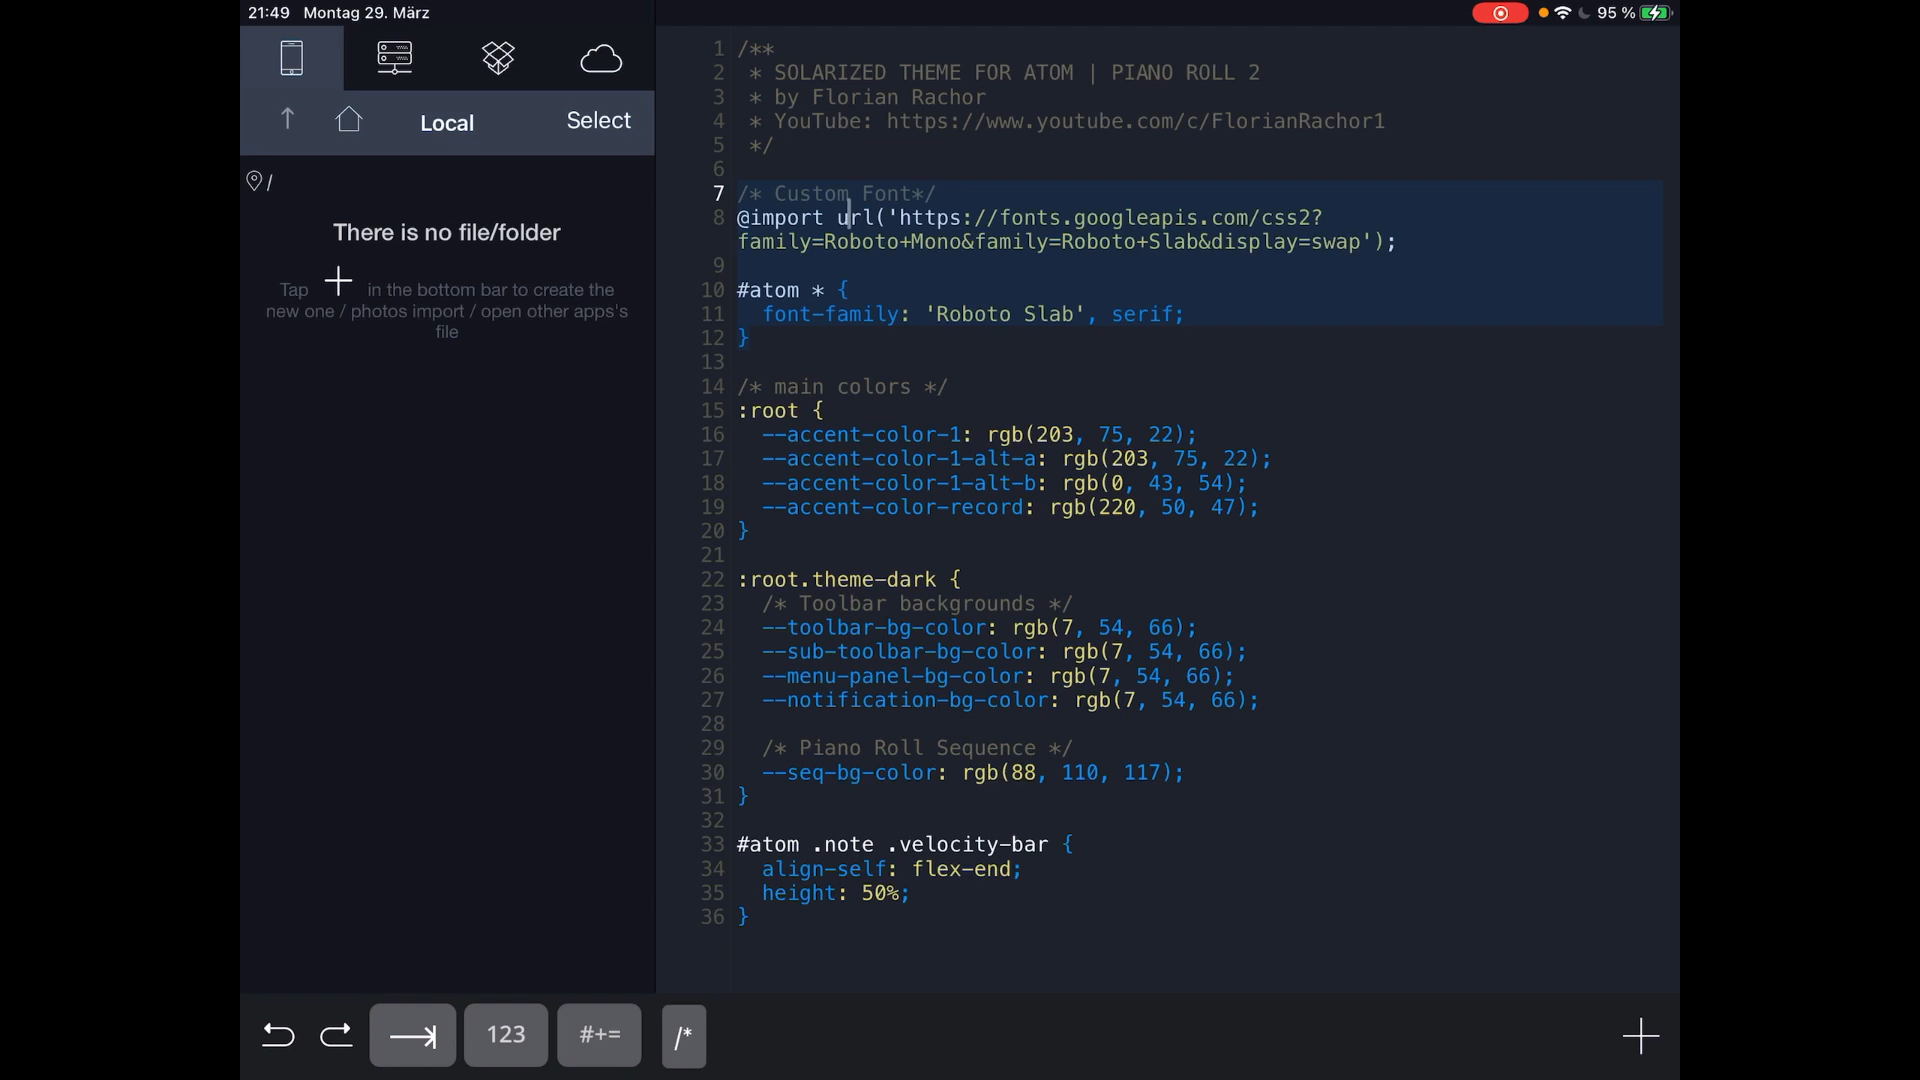 21:49 Montag 29. März
95 %
Local
Select
/
There is no file/folder
Tap + in the bottom bar to create the
new one / photos import / open other apps's
file
1 /**
2 * SOLARIZED THEME FOR ATOM | PIANO ROLL 2
3 * by Florian Rachor
4 * YouTube: https://www.youtube.com/c/FlorianRachor1
5 */
6
7 /* Custom Font*/
8 @import url('https://fonts.googleapis.com/css2?
family=Roboto+Mono&family=Roboto+Slab&display=swap');
9
10 #atom * {
11 font-family: 'Roboto Slab', serif;
12 }
13
14 /* main colors */
15 :root {
16 --accent-color-1: rgb(203, 75, 22);
17 --accent-color-1-alt-a: rgb(203, 75, 22);
18 --accent-color-1-alt-b: rgb(0, 43, 54);
19 --accent-color-record: rgb(220, 50, 47);
20 }
21
22 :root.theme-dark {
23 /* Toolbar backgrounds */
24 --toolbar-bg-color: rgb(7, 54, 66);
25 --sub-toolbar-bg-color: rgb(7, 54, 66);
26 --menu-panel-bg-color: rgb(7, 54, 66);
27 --notification-bg-color: rgb(7, 54, 66);
28
29 /* Piano Roll Sequence */
30 --seq-bg-color: rgb(88, 110, 117);
31 }
32
33 #atom .note .velocity-bar {
34 align-self: flex-end;
35 height: 50%;
36 }
123
#+=
/*